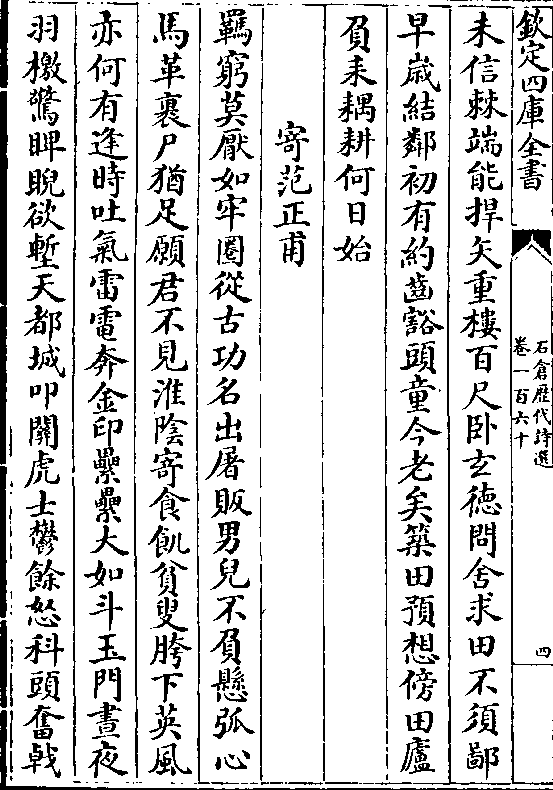 欽定四庫全書
石倉歴代詩選
卷一百六十
四
未信棘端能捍矢重樓百尺卧玄徳問舍求田不須鄙
早歳結鄰初有約齒豁頭童今老矣築田預想傍田廬
負耒耦耕何日始
寄范正甫
羈窮莫厭如牢圈從古功名出屠販男兒不負懸弧心
馬革裹尸猶足願君不見淮隂寄食飢貧叟胯下英風
亦何有逢時吐氣雷電奔金印纍纍大如斗玉門晝夜
羽檄驚睥睨欲塹天都城叩關虎士鬱餘怒科頭奮戟